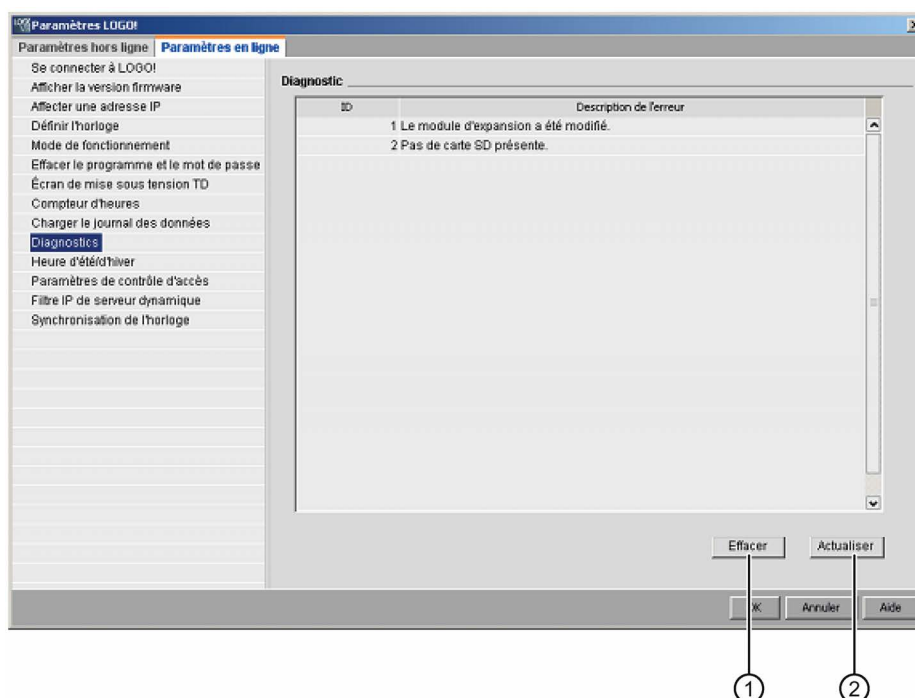 Paramètres LOGO!
Paramètres hors ligne
Paramètres en ligne
Se connecter à LOGO!
Afficher la version firmware
Affecter une adresse IP
Définir l'horloge
Mode de fonctionnement
Effacer le programme et le mot de passe
Écran de mise sous tension TD
Compteur d'heures
Charger le journal des données
Diagnostics
Heure d'été/d'hiver
Paramètres de contrôle d'accès
Filtre IP de serveur dynamique
Synchronisation de l'horloge
Diagnostic
ID Description de l'erreur
1 Le module d'expansion a été modifié.
2 Pas de carte SD présente.
Effacer
Actualiser
Annuler
Aide
1
2